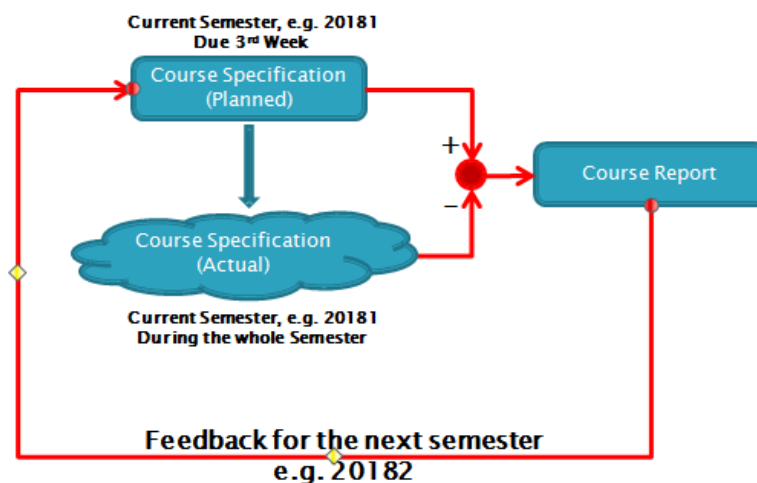 Current Semester, e.g. 20181
Due 3rd Week
Course Specification
(Planned)
+
Course Report
−
Course Specification
(Actual)
Current Semester, e.g. 20181
During the whole Semester
Feedback for the next semester
e.g. 20182